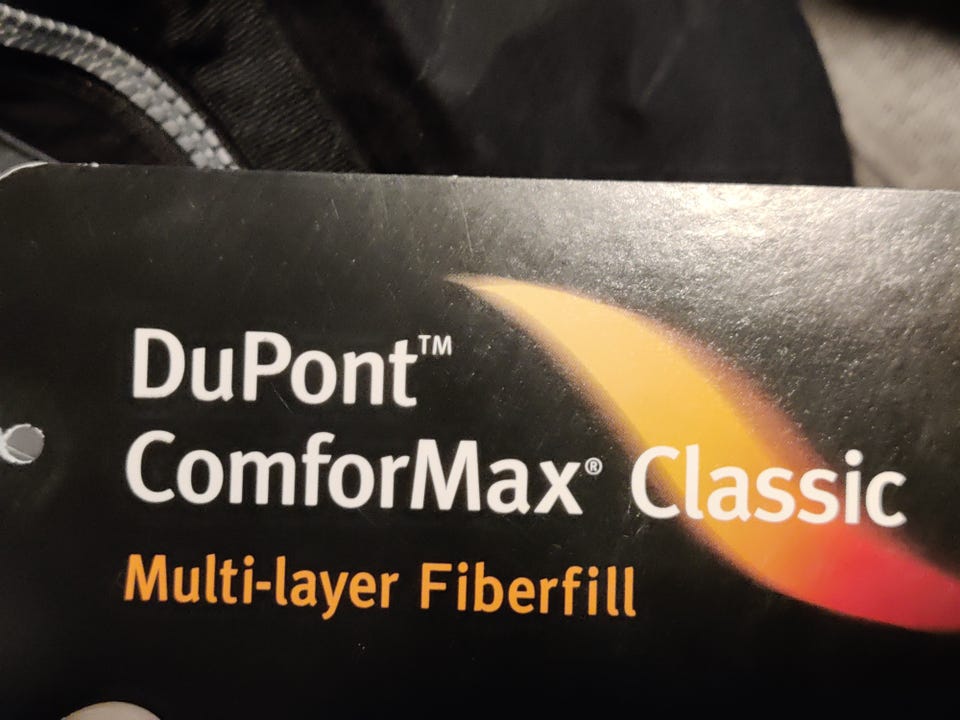 DuPont™
ComforMax® Classic
Multi-layer Fiberfill